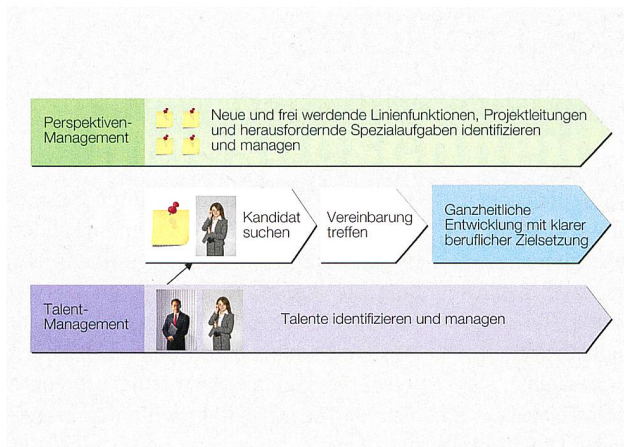 Perspektiven-
Management
Neue und frei werdende Linienfunktionen, Projektleitungen
und herausfordernde Spezialaufgaben identifizieren
und managen
Kandidat
suchen
Vereinbarung
treffen
Ganzheitliche
Entwicklung mit klarer
beruflicher Zielsetzung
Talent-
Management
Talente identifizieren und managen